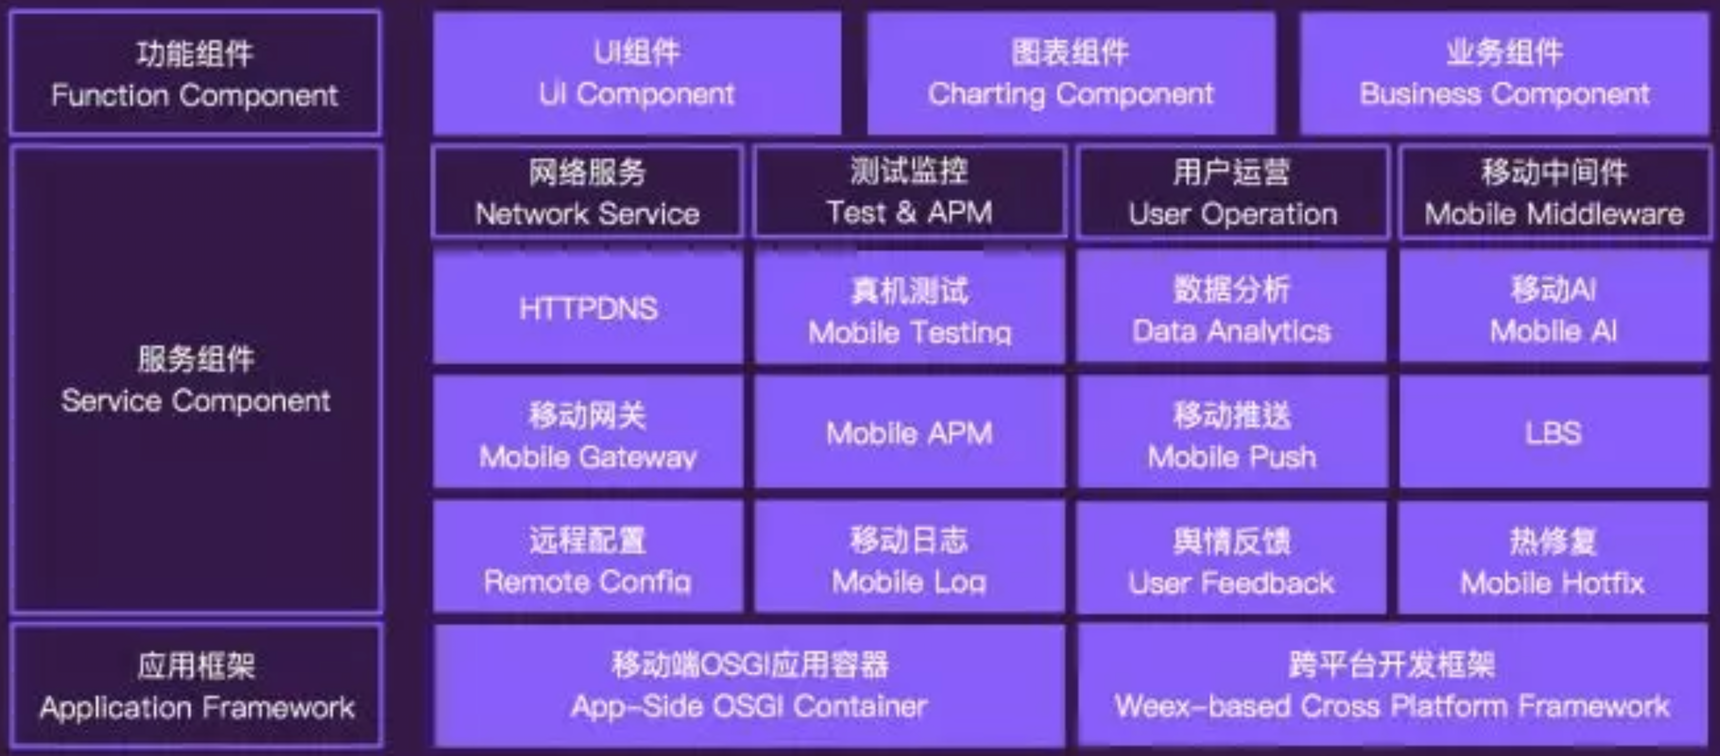 功能组件
Function Component
UI组件
UI Component
图表组件
Charting Component
业务组件
Business Component
服务组件
Service Component
网络服务
Network Service
测试监控
Test & APM
用户运营
User Operation
移动中间件
Mobile Middleware
HTTPDNS
真机测试
Mobile Testing
数据分析
Data Analytics
移动AI
Mobile AI
移动网关
Mobile Gateway
Mobile APM
移动推送
Mobile Push
LBS
远程配置
Remote Config
移动日志
Mobile Log
舆情反馈
User Feedback
热修复
Mobile Hotfix
应用框架
Application Framework
移动端OSGI应用容器
App-Side OSGI Container
跨平台开发框架
Weex-based Cross Platform Framework